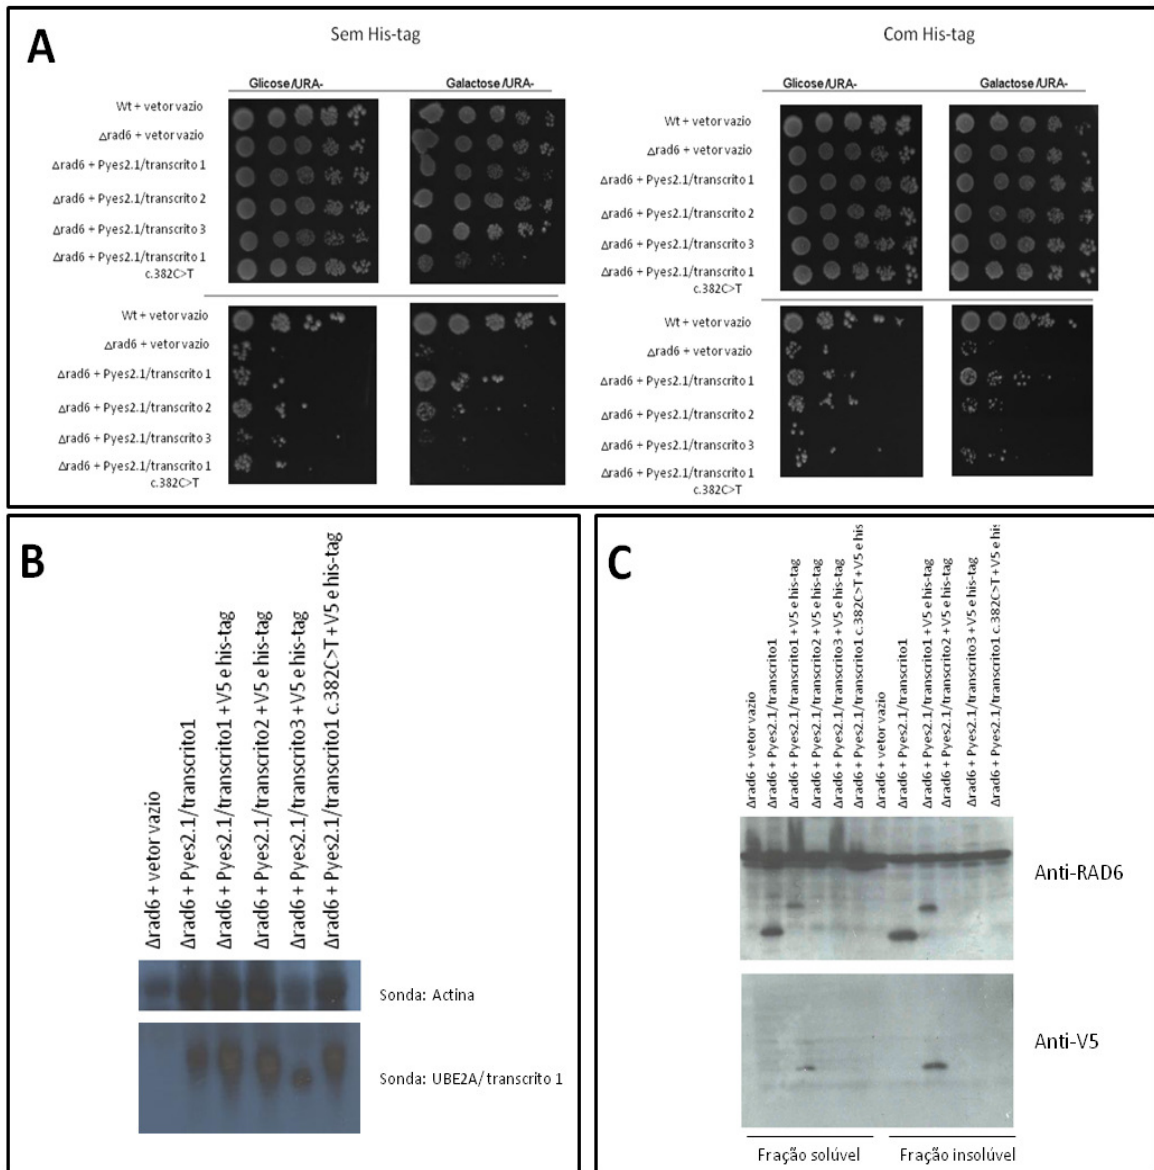 A
Sem His-tag
Com His-tag
Glicose/URA-
Galactose/URA-
Glicose/URA-
Galactose/URA-
Wt + vetor vazio
Δrad6 + vetor vazio
Δrad6 + Pyes2.1/transcrito 1
Δrad6 + Pyes2.1/transcrito 2
Δrad6 + Pyes2.1/transcrito 3
Δrad6 + Pyes2.1/transcrito 1
c.382C>T
Wt + vetor vazio
Δrad6 + vetor vazio
Δrad6 + Pyes2.1/transcrito 1
Δrad6 + Pyes2.1/transcrito 2
Δrad6 + Pyes2.1/transcrito 3
Δrad6 + Pyes2.1/transcrito 1
c.382C>T
Wt + vetor vazio
Δrad6 + vetor vazio
Δrad6 + Pyes2.1/transcrito 1
Δrad6 + Pyes2.1/transcrito 2
Δrad6 + Pyes2.1/transcrito 3
Δrad6 + Pyes2.1/transcrito 1
c.382C>T
Wt + vetor vazio
Δrad6 + vetor vazio
Δrad6 + Pyes2.1/transcrito 1
Δrad6 + Pyes2.1/transcrito 2
Δrad6 + Pyes2.1/transcrito 3
Δrad6 + Pyes2.1/transcrito 1
c.382C>T
B
Δrad6 + vetor vazio
Δrad6 + Pyes2.1/transcrito1
Δrad6 + Pyes2.1/transcrito1 +V5 e his-tag
Δrad6 + Pyes2.1/transcrito2 +V5 e his-tag
Δrad6 + Pyes2.1/transcrito3 +V5 e his-tag
Δrad6 + Pyes2.1/transcrito1 c.382C>T +V5 e his-tag
Sonda: Actina
Sonda: UBE2A/ transcrito 1
C
Δrad6 + vetor vazio
Δrad6 + Pyes2.1/transcrito1
Δrad6 + Pyes2.1/transcrito1 +V5 e his-tag
Δrad6 + Pyes2.1/transcrito2 +V5 e his-tag
Δrad6 + Pyes2.1/transcrito3 +V5 e his-tag
Δrad6 + Pyes2.1/transcrito1 c.382C>T +V5 e his
Δrad6 + vetor vazio
Δrad6 + Pyes2.1/transcrito1
Δrad6 + Pyes2.1/transcrito1 +V5 e his-tag
Δrad6 + Pyes2.1/transcrito2 +V5 e his-tag
Δrad6 + Pyes2.1/transcrito3 +V5 e his-tag
Δrad6 + Pyes2.1/transcrito1 c.382C>T +V5 e his
Anti-RAD6
Anti-V5
Fração solúvel
Fração insolúvel